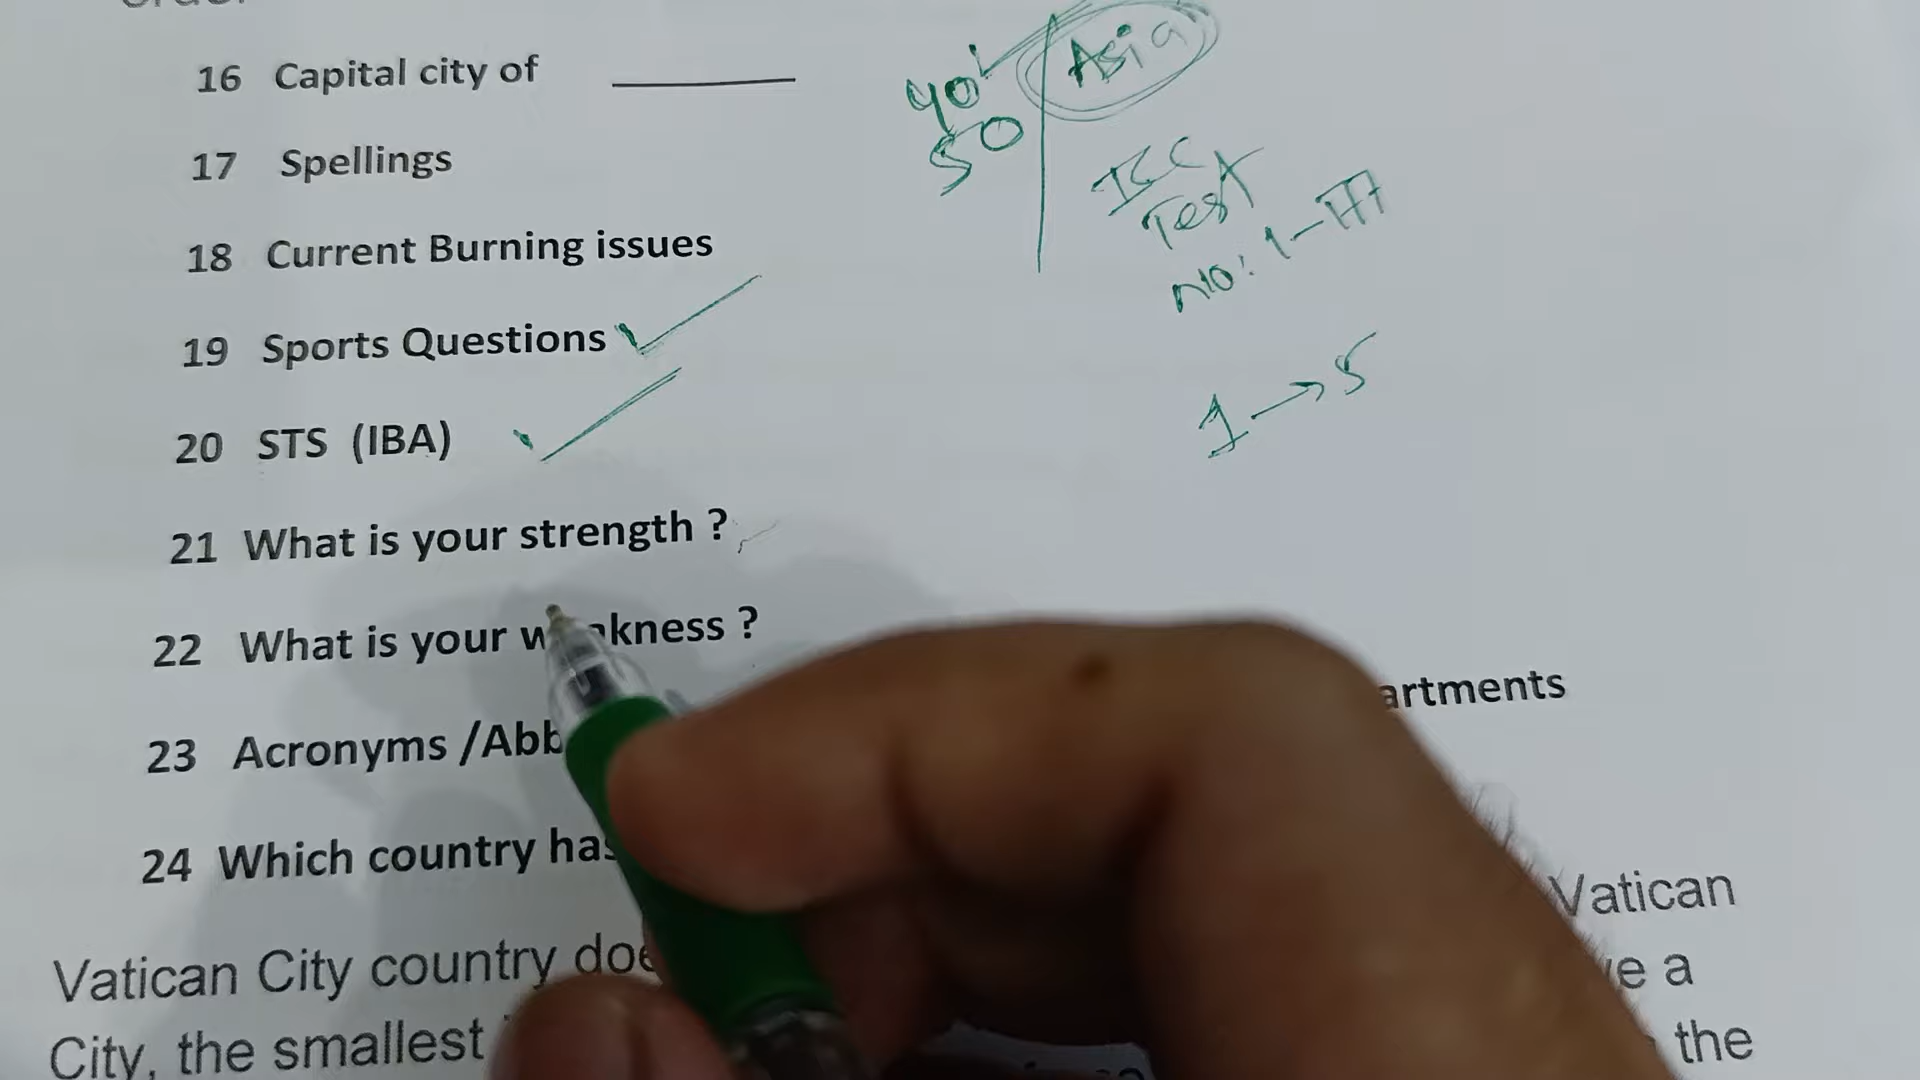 16 Capital city of
17 Spellings
18 Current Burning issues
19 Sports Questions
20 STS (IBA)
21 What is your strength ?
22 What is your kness ?
23 Acronyms /Abb artments
24 Which country has
Vatican
Vatican City country doe e a
City, the smallest the
40
50
Asia
ICC
Test
no: 1-
1 → 5